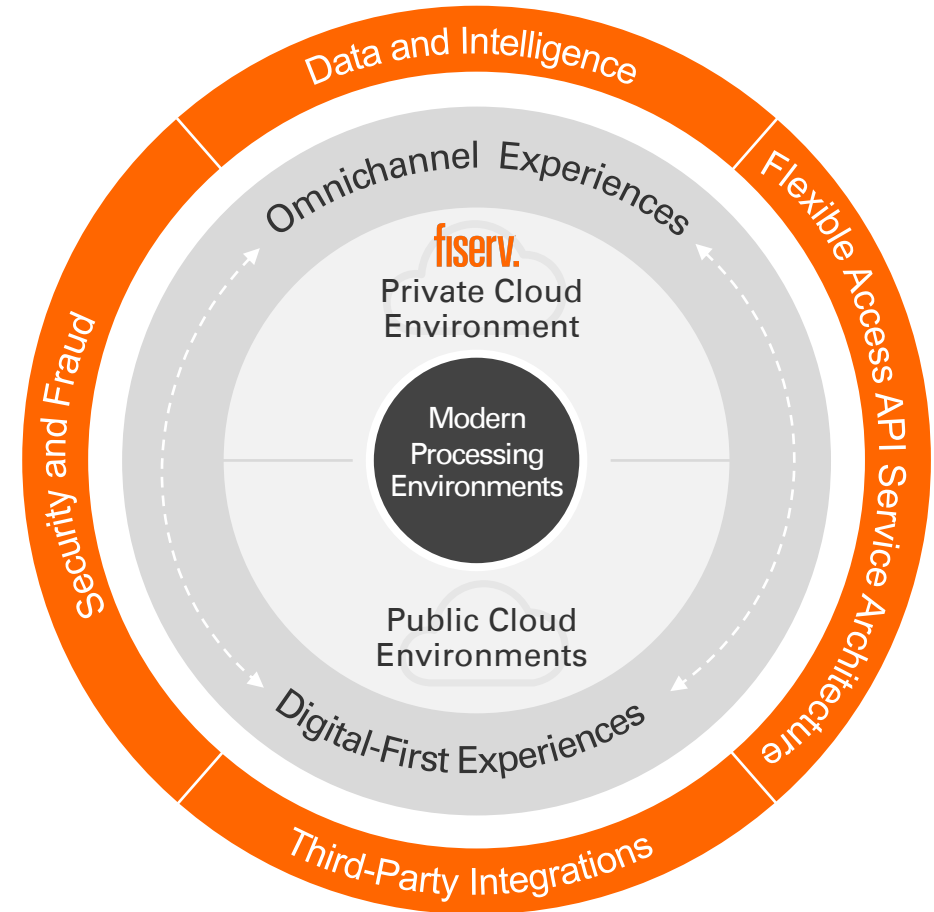 Data and Intelligence
Flexible Access API Service Architecture
Security and Fraud
Third-Party Integrations
Omnichannel Experiences
Digital-First Experiences
fiserv.
Private Cloud
Environment
Modern
Processing
Environments
Public Cloud
Environments